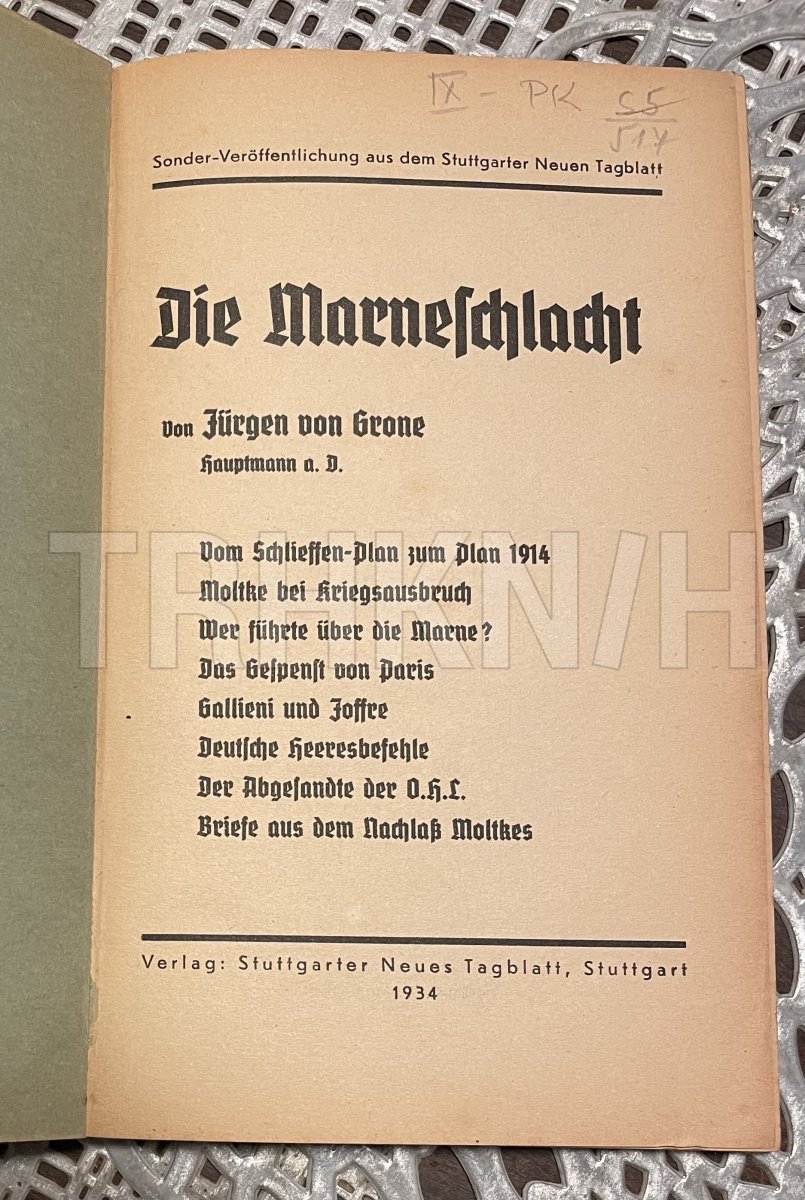 IX - PK 55
517
Sonder-Veröffentlichung aus dem Stuttgarter Neuen Tagblatt
Die Marneſchlacht
von Jürgen von Grone
Hauptmann a. D.
Vom Schlieffen-Plan zum Plan 1914
Moltke bei Kriegsausbruch
Wer führte über die Marne?
Das Geſpenſt von Paris
Gallieni und Joffre
Deutſche Heeresbefehle
Der Abgeſandte der O.H.L.
Briefe aus dem Nachlaß Moltkes
TRHKN/H
Verlag: Stuttgarter Neues Tagblatt, Stuttgart
1934